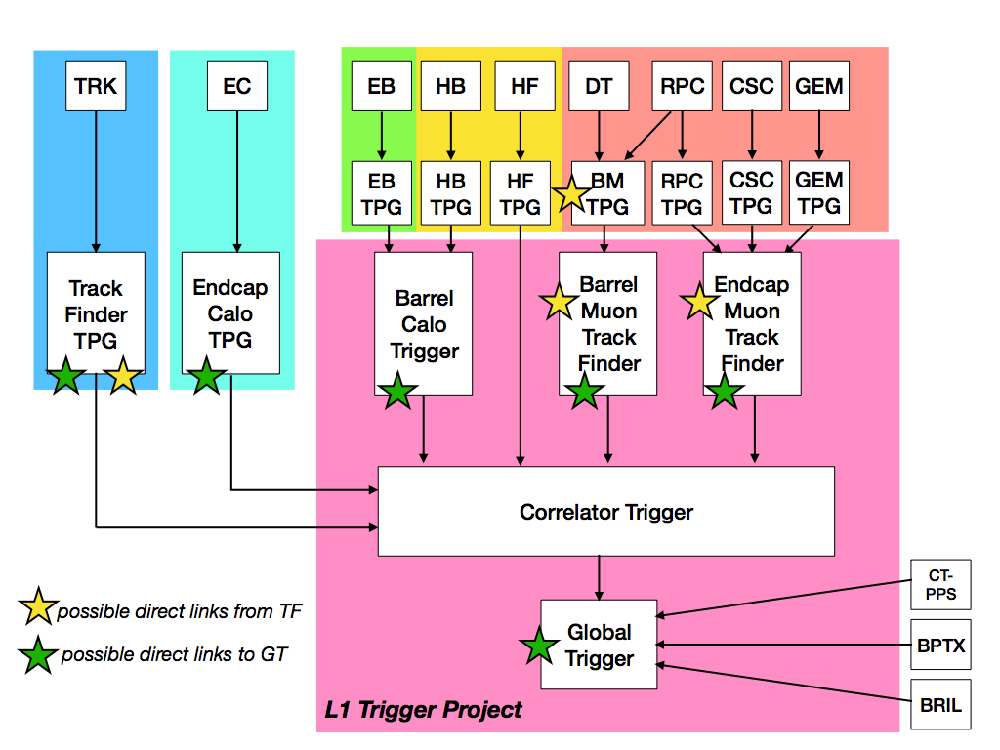 TRK
EC
EB
HB
HF
DT
RPC
CSC
GEM
EB
TPG
HB
TPG
HF
TPG
BM
TPG
RPC
TPG
CSC
TPG
GEM
TPG
Track
Finder
TPG
Endcap
Calo
TPG
Barrel
Calo
Trigger
Barrel
Muon
Track
Finder
Endcap
Muon
Track
Finder
Correlator Trigger
Global
Trigger
CT-
PPS
BPTX
BRIL
possible direct links from TF
possible direct links to GT
L1 Trigger Project